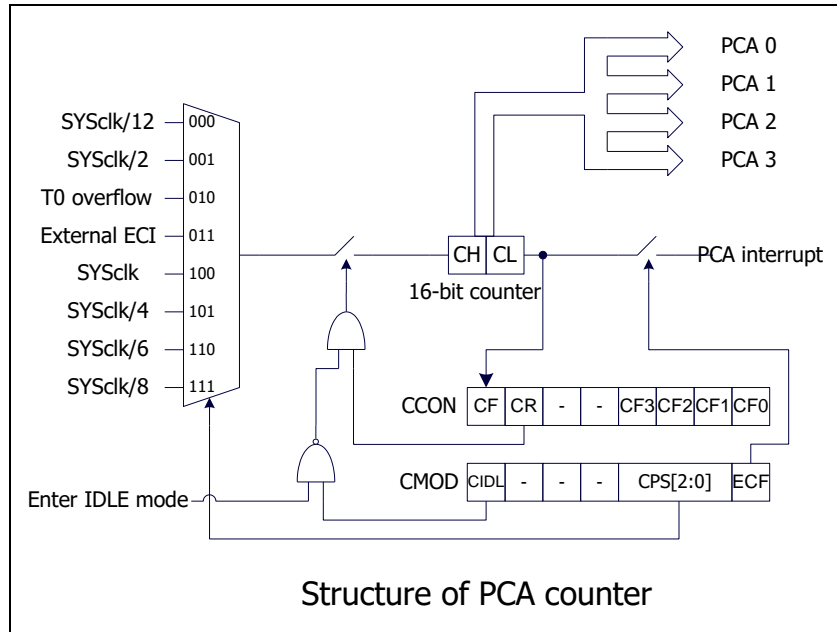 PCA 0
PCA 1
PCA 2
PCA 3
SYSclk/12 000
SYSclk/2 001
T0 overflow 010
External ECI 011
SYSclk 100
SYSclk/4 101
SYSclk/6 110
SYSclk/8 111
CH CL
PCA interrupt
16-bit counter
CCON CF CR - - CF3 CF2 CF1 CF0
CMOD CIDL - - - CPS[2:0] ECF
Enter IDLE mode
Structure of PCA counter